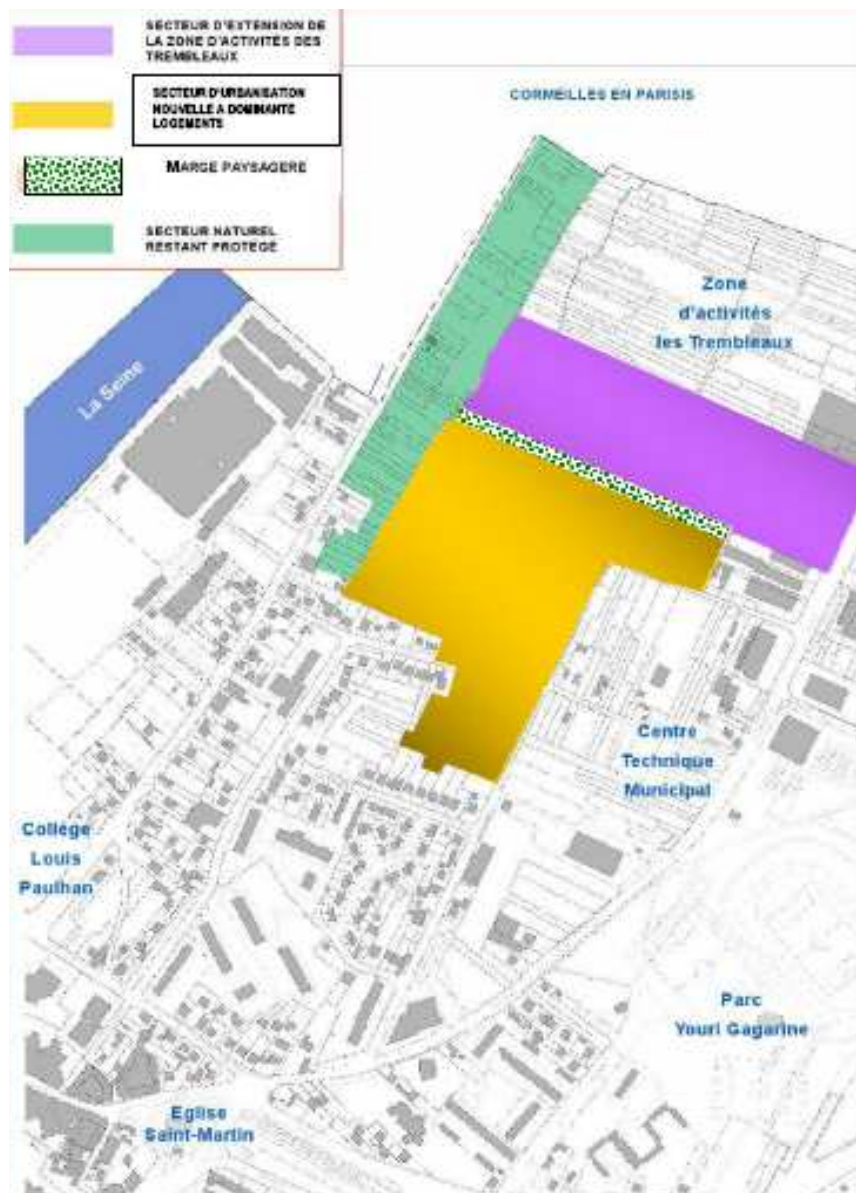 SECTEUR D'EXTENSION DE
LA ZONE D'ACTIVITÉS DES
TREMBLEAUX
SECTEUR D'URBANISATION
NOUVELLE A DOMINANTE
LOGEMENTS
MARGE PAYSAGERE
SECTEUR NATUREL
RESTANT PROTÉGÉ
CORMEILLES EN PARISIS
Zone
d'activités
les Trembleaux
La Seine
Centre
Technique
Municipal
Collège
Louis
Paulhan
Parc
Youri Gagarine
Eglise
Saint-Martin